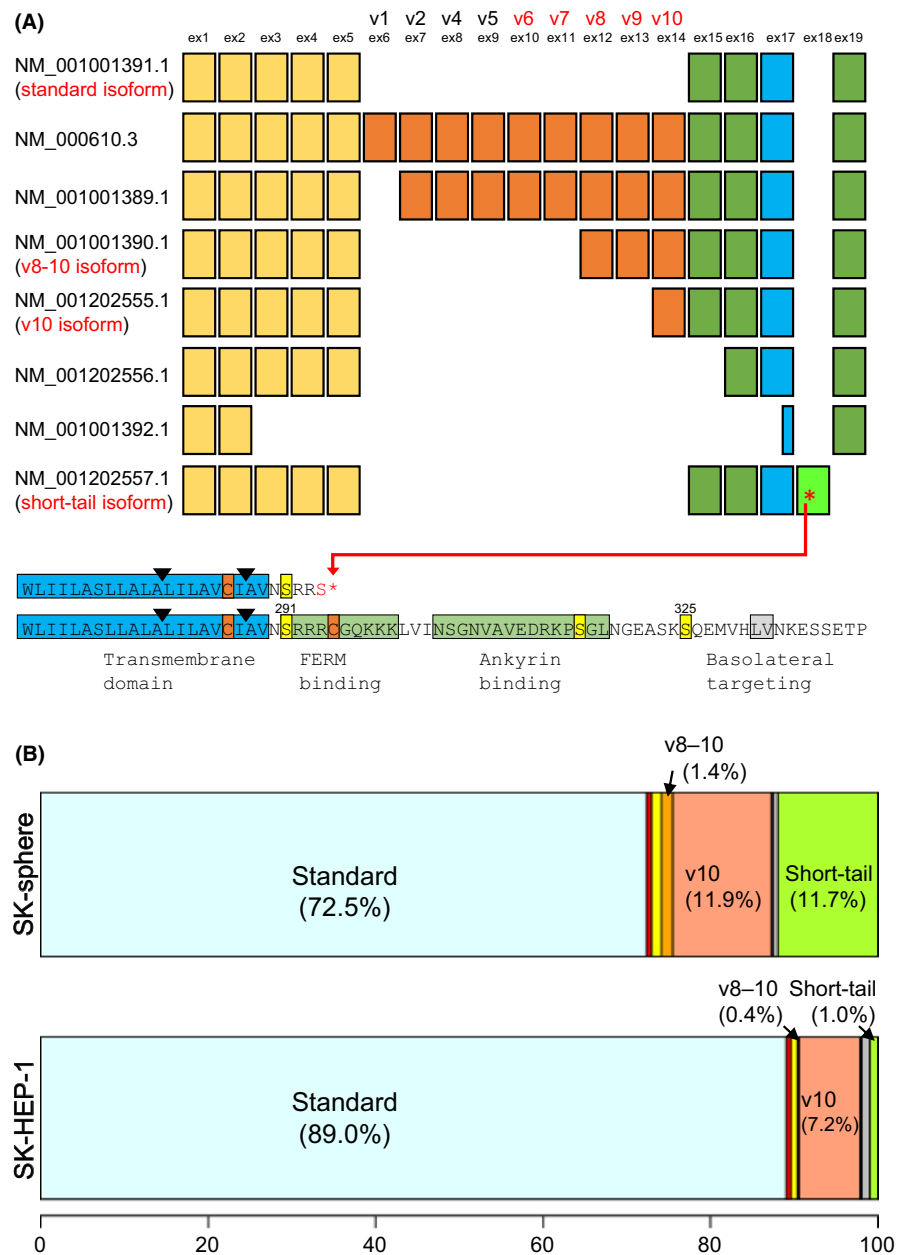 (A)
v1 v2 v4 v5 v6 v7 v8 v9 v10
ex1 ex2 ex3 ex4 ex5 ex6 ex7 ex8 ex9 ex10 ex11 ex12 ex13 ex14 ex15 ex16 ex17 ex18 ex19
NM_001001391.1
(standard isoform)
NM_000610.3
NM_001001389.1
NM_001001390.1
(v8-10 isoform)
NM_001202555.1
(v10 isoform)
NM_001202556.1
NM_001001392.1
NM_001202557.1
(short-tail isoform)
*
WLIILASLLALALILAVCIAVNSRRS*
291 325
WLIILASLLALALILAVCIAVNSRRRCGQKKKLVINSGNVAVEDRKPSGLNGEASKSQEMVHLVNKESSETP
Transmembrane domain
FERM binding
Ankyrin binding
Basolateral targeting
(B)
v8–10
(1.4%)
SK-sphere
Standard
(72.5%)
v10
(11.9%)
Short-tail
(11.7%)
v8–10
(0.4%)
Short-tail
(1.0%)
SK-HEP-1
Standard
(89.0%)
v10
(7.2%)
0 20 40 60 80 100